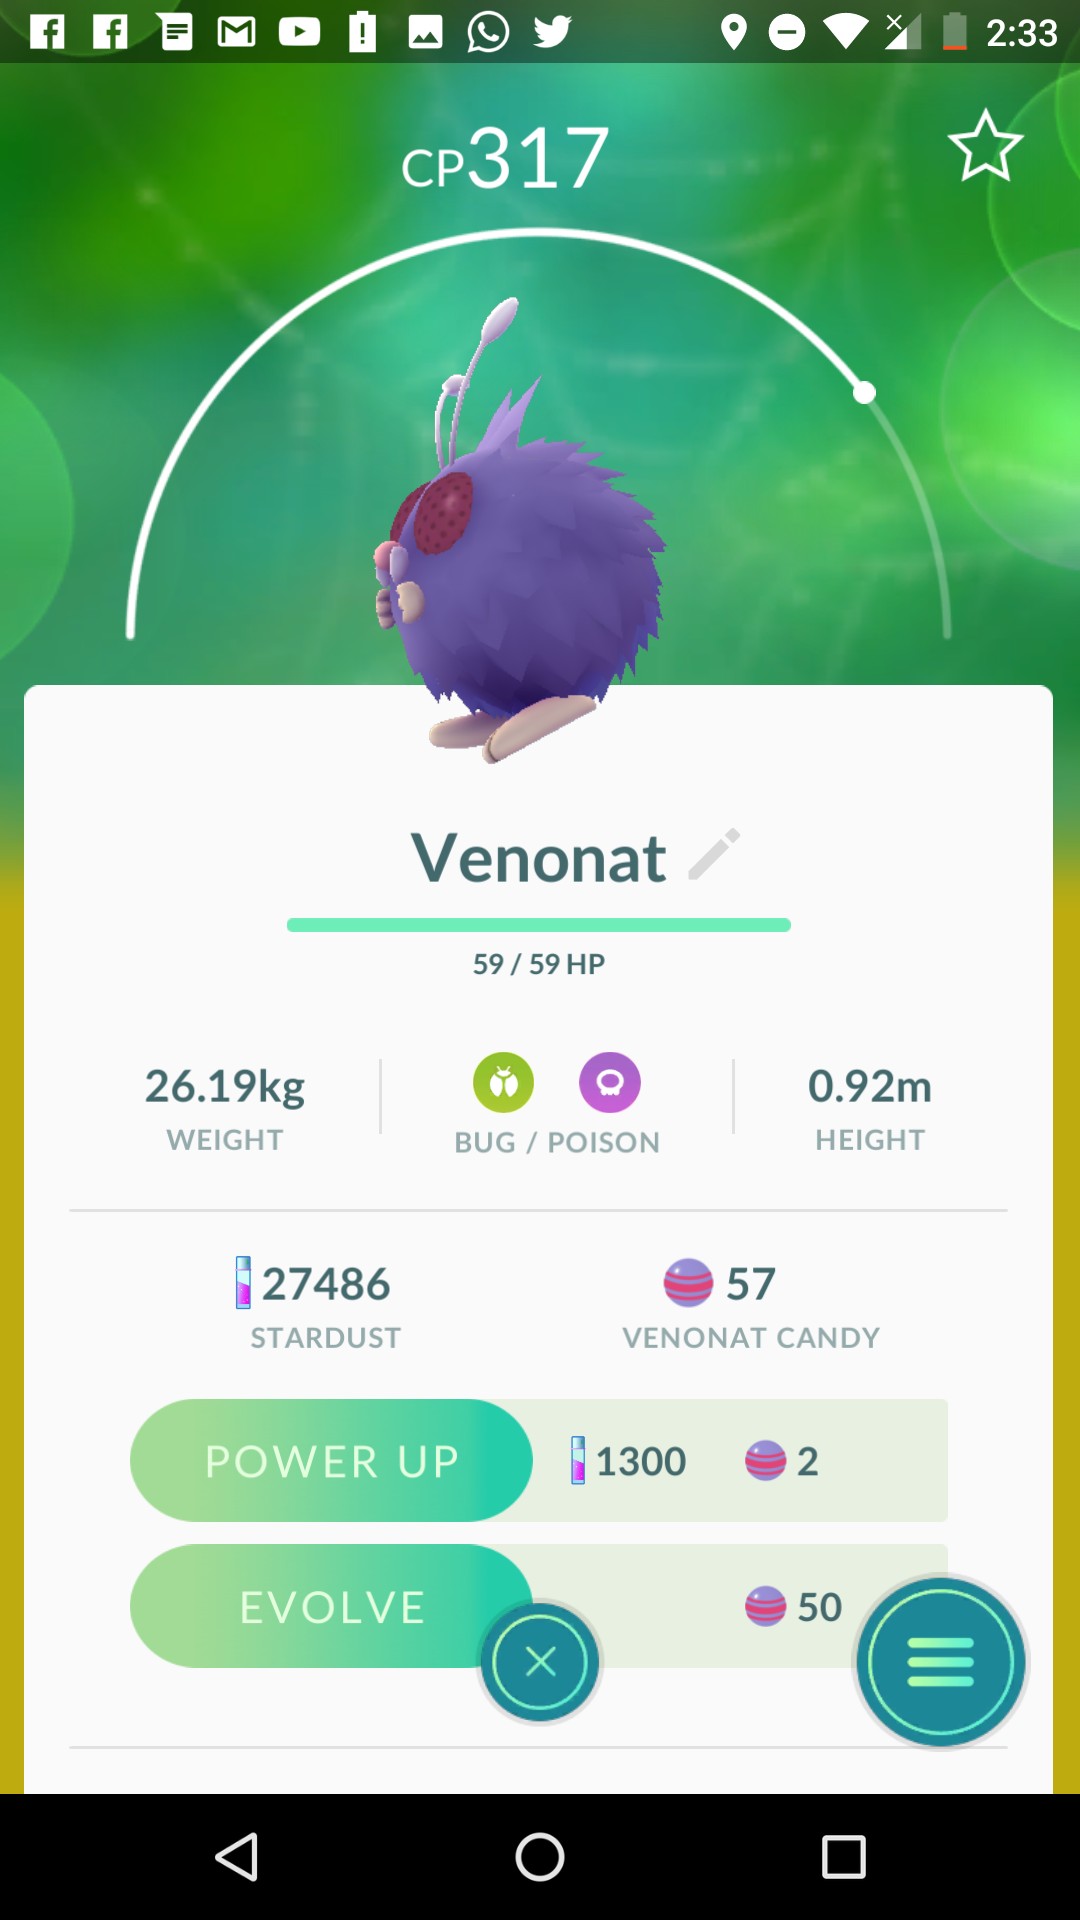 2:33
CP317
Venonat
59 / 59 HP
26.19kg
WEIGHT
BUG / POISON
0.92m
HEIGHT
27486
STARDUST
57
VENONAT CANDY
POWER UP 1300 2
EVOLVE 50